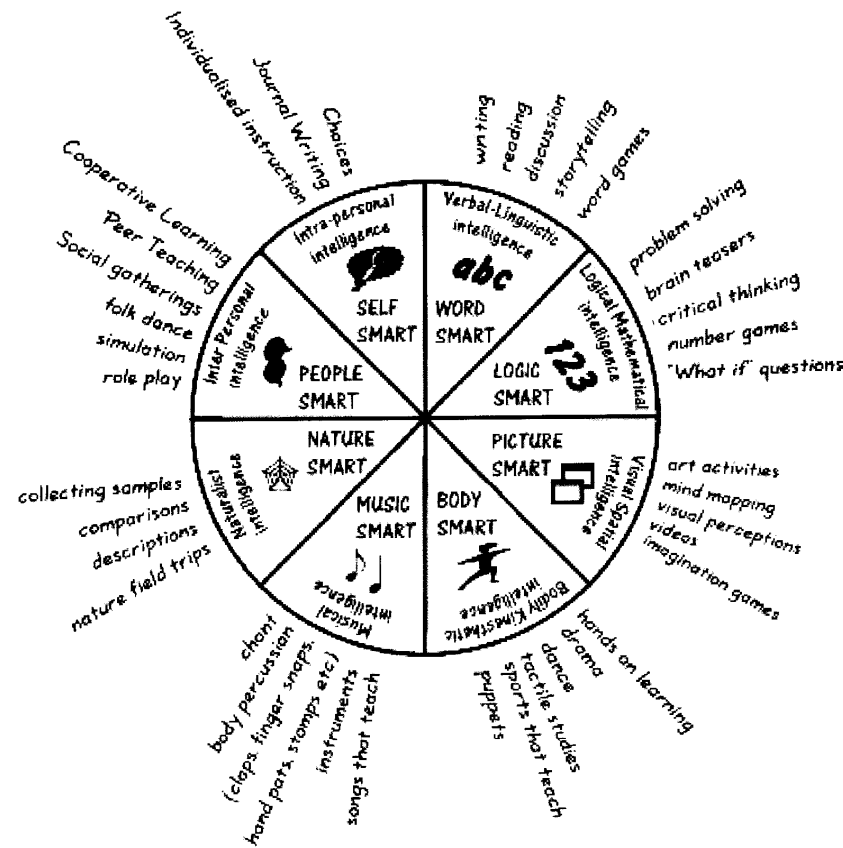 Individualised instruction
Journal Writing
Choices
Intra-personal
intelligence
SELF
SMART
writing
reading
discussion
storytelling
word games
Verbal-Linguistic
intelligence
abc
WORD
SMART
problem solving
brain teasers
critical thinking
number games
"What if" questions
Logical Mathematical
intelligence
123
LOGIC
SMART
art activities
mind mapping
visual perceptions
videos
imagination games
Visual Spatial
intelligence
PICTURE
SMART
hands on learning
drama
dance
tactile studies
sports that teach
puppets
Bodily Kinesthetic
intelligence
BODY
SMART
chant
body percussian
(claps, finger snaps,
hand pats, stomps etc)
instruments
songs that teach
Musical
intelligence
MUSIC
SMART
collecting samples
comparisons
descriptions
nature field trips
Naturalist
intelligence
NATURE
SMART
Cooperative Learning
Peer Teaching
Social gatherings
folk dance
simulation
role play
Inter Personal
intelligence
PEOPLE
SMART